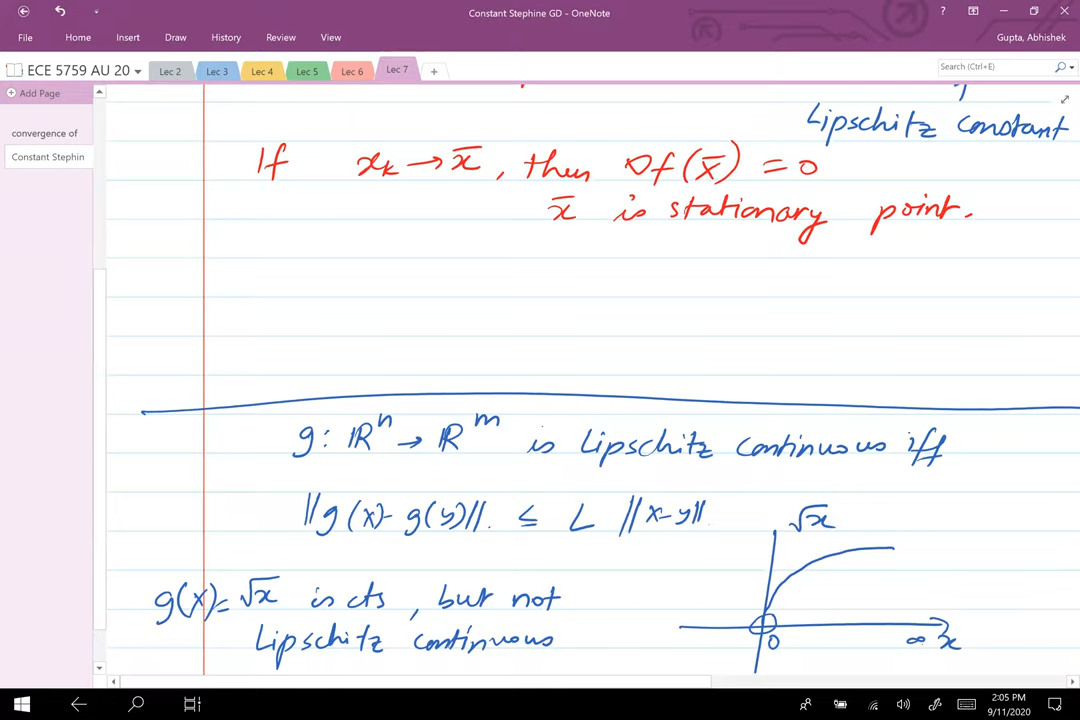 Constant Stephine GD - OneNote
File Home Insert Draw History Review View
Gupta, Abhishek
ECE 5759 AU 20 Lec 2 Lec 3 Lec 4 Lec 5 Lec 6 Lec 7
Search (Ctrl+E)
Add Page
convergence of
Constant Stephin
Lipschitz constant
If xₖ → x̄ , then ∇f(x̄) = 0
x̄ is stationary point.
g: ℝⁿ → ℝᵐ is Lipschitz continuous iff
||g(x)- g(y)||. ≤ L ||x-y||.
√x
g(x)= √x is cts , but not
Lipschitz continuous
0 ∞ x
2:05 PM
9/11/2020